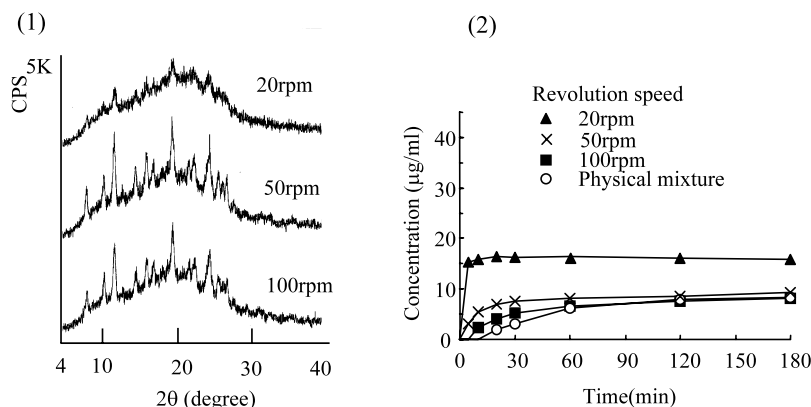 (1)
CPS
5K
20rpm
50rpm
100rpm
4 10 20 30 40
2θ (degree)
(2)
Revolution speed
20rpm
50rpm
100rpm
Physical mixture
Concentration (μg/ml)
40
30
20
10
0
0 30 60 90 120 150 180
Time(min)